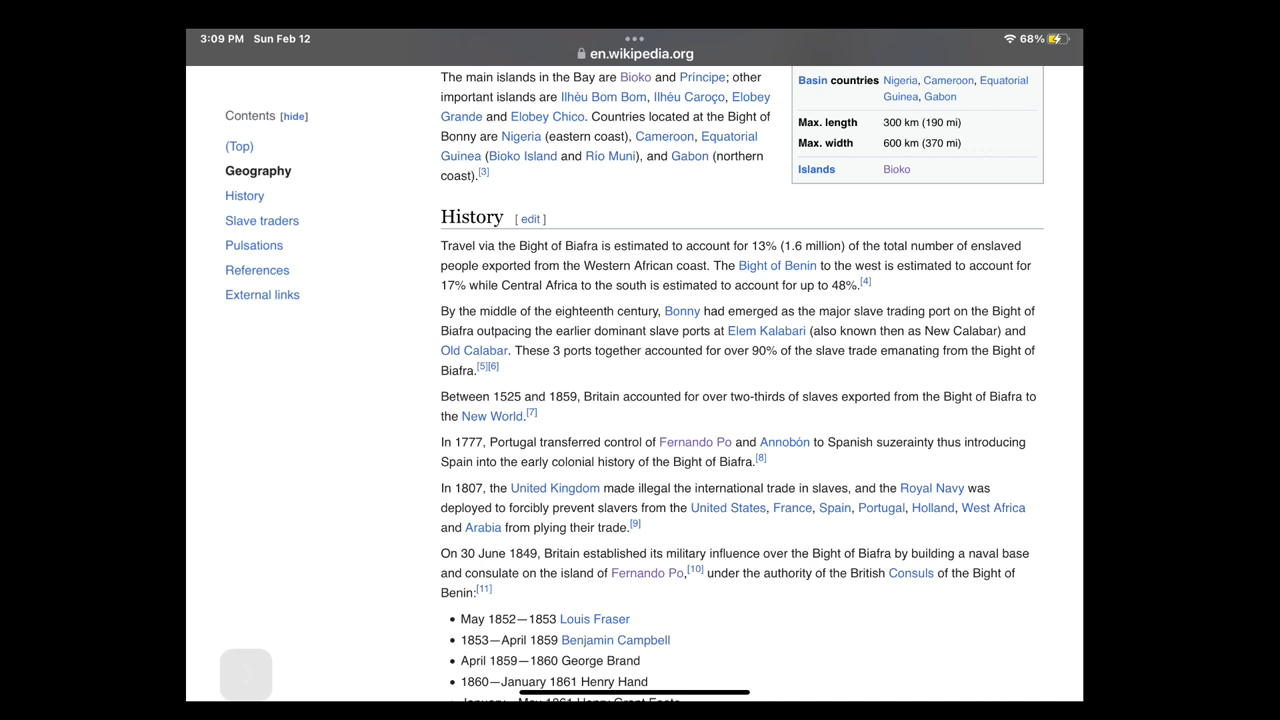 3:09 PM Sun Feb 12
68%
en.wikipedia.org
Contents [hide]
(Top)
Geography
History
Slave traders
Pulsations
References
External links
The main islands in the Bay are Bioko and Príncipe; other
important islands are Ilhéu Bom Bom, Ilhéu Caroço, Elobey
Grande and Elobey Chico. Countries located at the Bight of
Bonny are Nigeria (eastern coast), Cameroon, Equatorial
Guinea (Bioko Island and Río Muni), and Gabon (northern
coast).[3]
Basin countries Nigeria, Cameroon, Equatorial
Guinea, Gabon
Max. length 300 km (190 mi)
Max. width 600 km (370 mi)
Islands Bioko
History [ edit ]
Travel via the Bight of Biafra is estimated to account for 13% (1.6 million) of the total number of enslaved
people exported from the Western African coast. The Bight of Benin to the west is estimated to account for
17% while Central Africa to the south is estimated to account for up to 48%.[4]
By the middle of the eighteenth century, Bonny had emerged as the major slave trading port on the Bight of
Biafra outpacing the earlier dominant slave ports at Elem Kalabari (also known then as New Calabar) and
Old Calabar. These 3 ports together accounted for over 90% of the slave trade emanating from the Bight of
Biafra.[5][6]
Between 1525 and 1859, Britain accounted for over two-thirds of slaves exported from the Bight of Biafra to
the New World.[7]
In 1777, Portugal transferred control of Fernando Po and Annobón to Spanish suzerainty thus introducing
Spain into the early colonial history of the Bight of Biafra.[8]
In 1807, the United Kingdom made illegal the international trade in slaves, and the Royal Navy was
deployed to forcibly prevent slavers from the United States, France, Spain, Portugal, Holland, West Africa
and Arabia from plying their trade.[9]
On 30 June 1849, Britain established its military influence over the Bight of Biafra by building a naval base
and consulate on the island of Fernando Po,[10] under the authority of the British Consuls of the Bight of
Benin:[11]
• May 1852—1853 Louis Fraser
• 1853—April 1859 Benjamin Campbell
• April 1859—1860 George Brand
• 1860—January 1861 Henry Hand